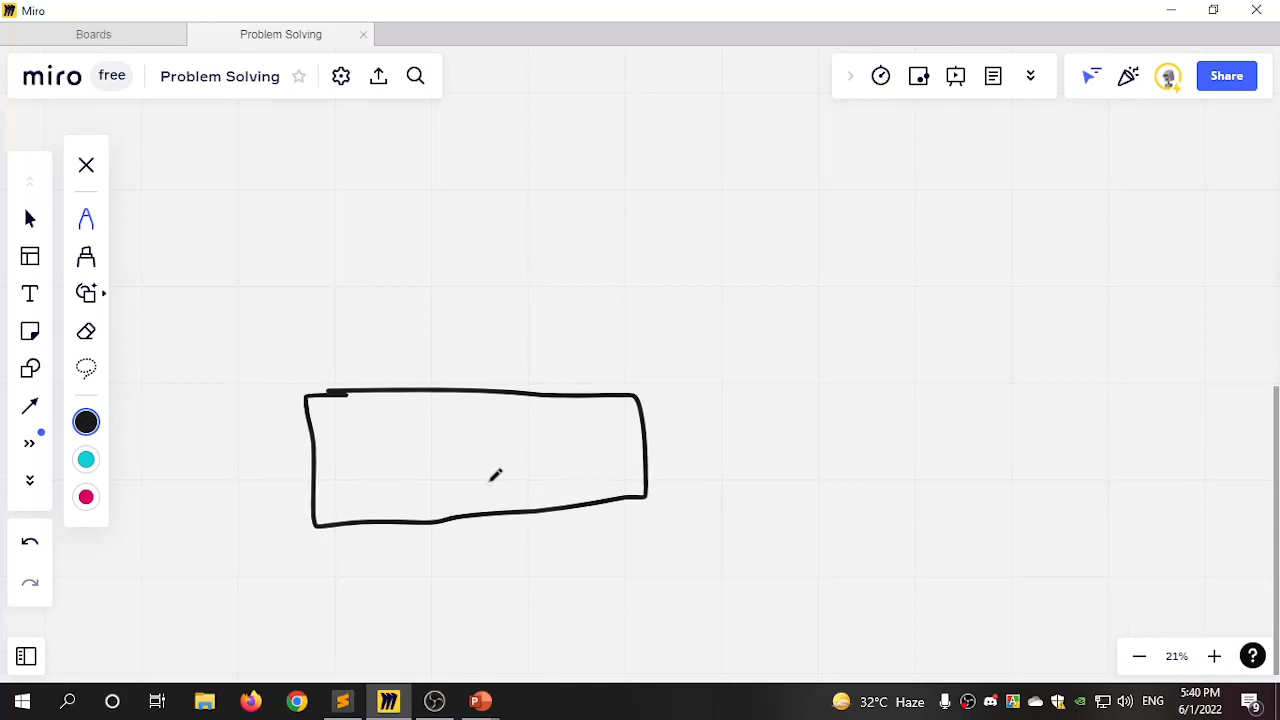 Miro
Boards
Problem Solving
miro
free
Problem Solving
Share
21%
32°C Haze
ENG
5:40 PM
6/1/2022
9